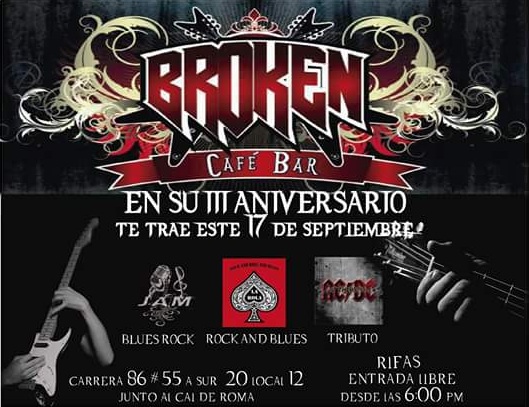 BROKEN
CAFÉ BAR
EN SU III ANIVERSARIO
TE TRAE ESTE 17 DE SEPTIEMBRE
JAM
LA BOLA
AC/DC
BLUES ROCK
ROCK AND BLUES
TRIBUTO
RIFAS
ENTRADA LIBRE
DESDE LAS 6:00 PM
CARRERA 86 # 55 A SUR 20 LOCAL 12
JUNTO AL CAI DE ROMA